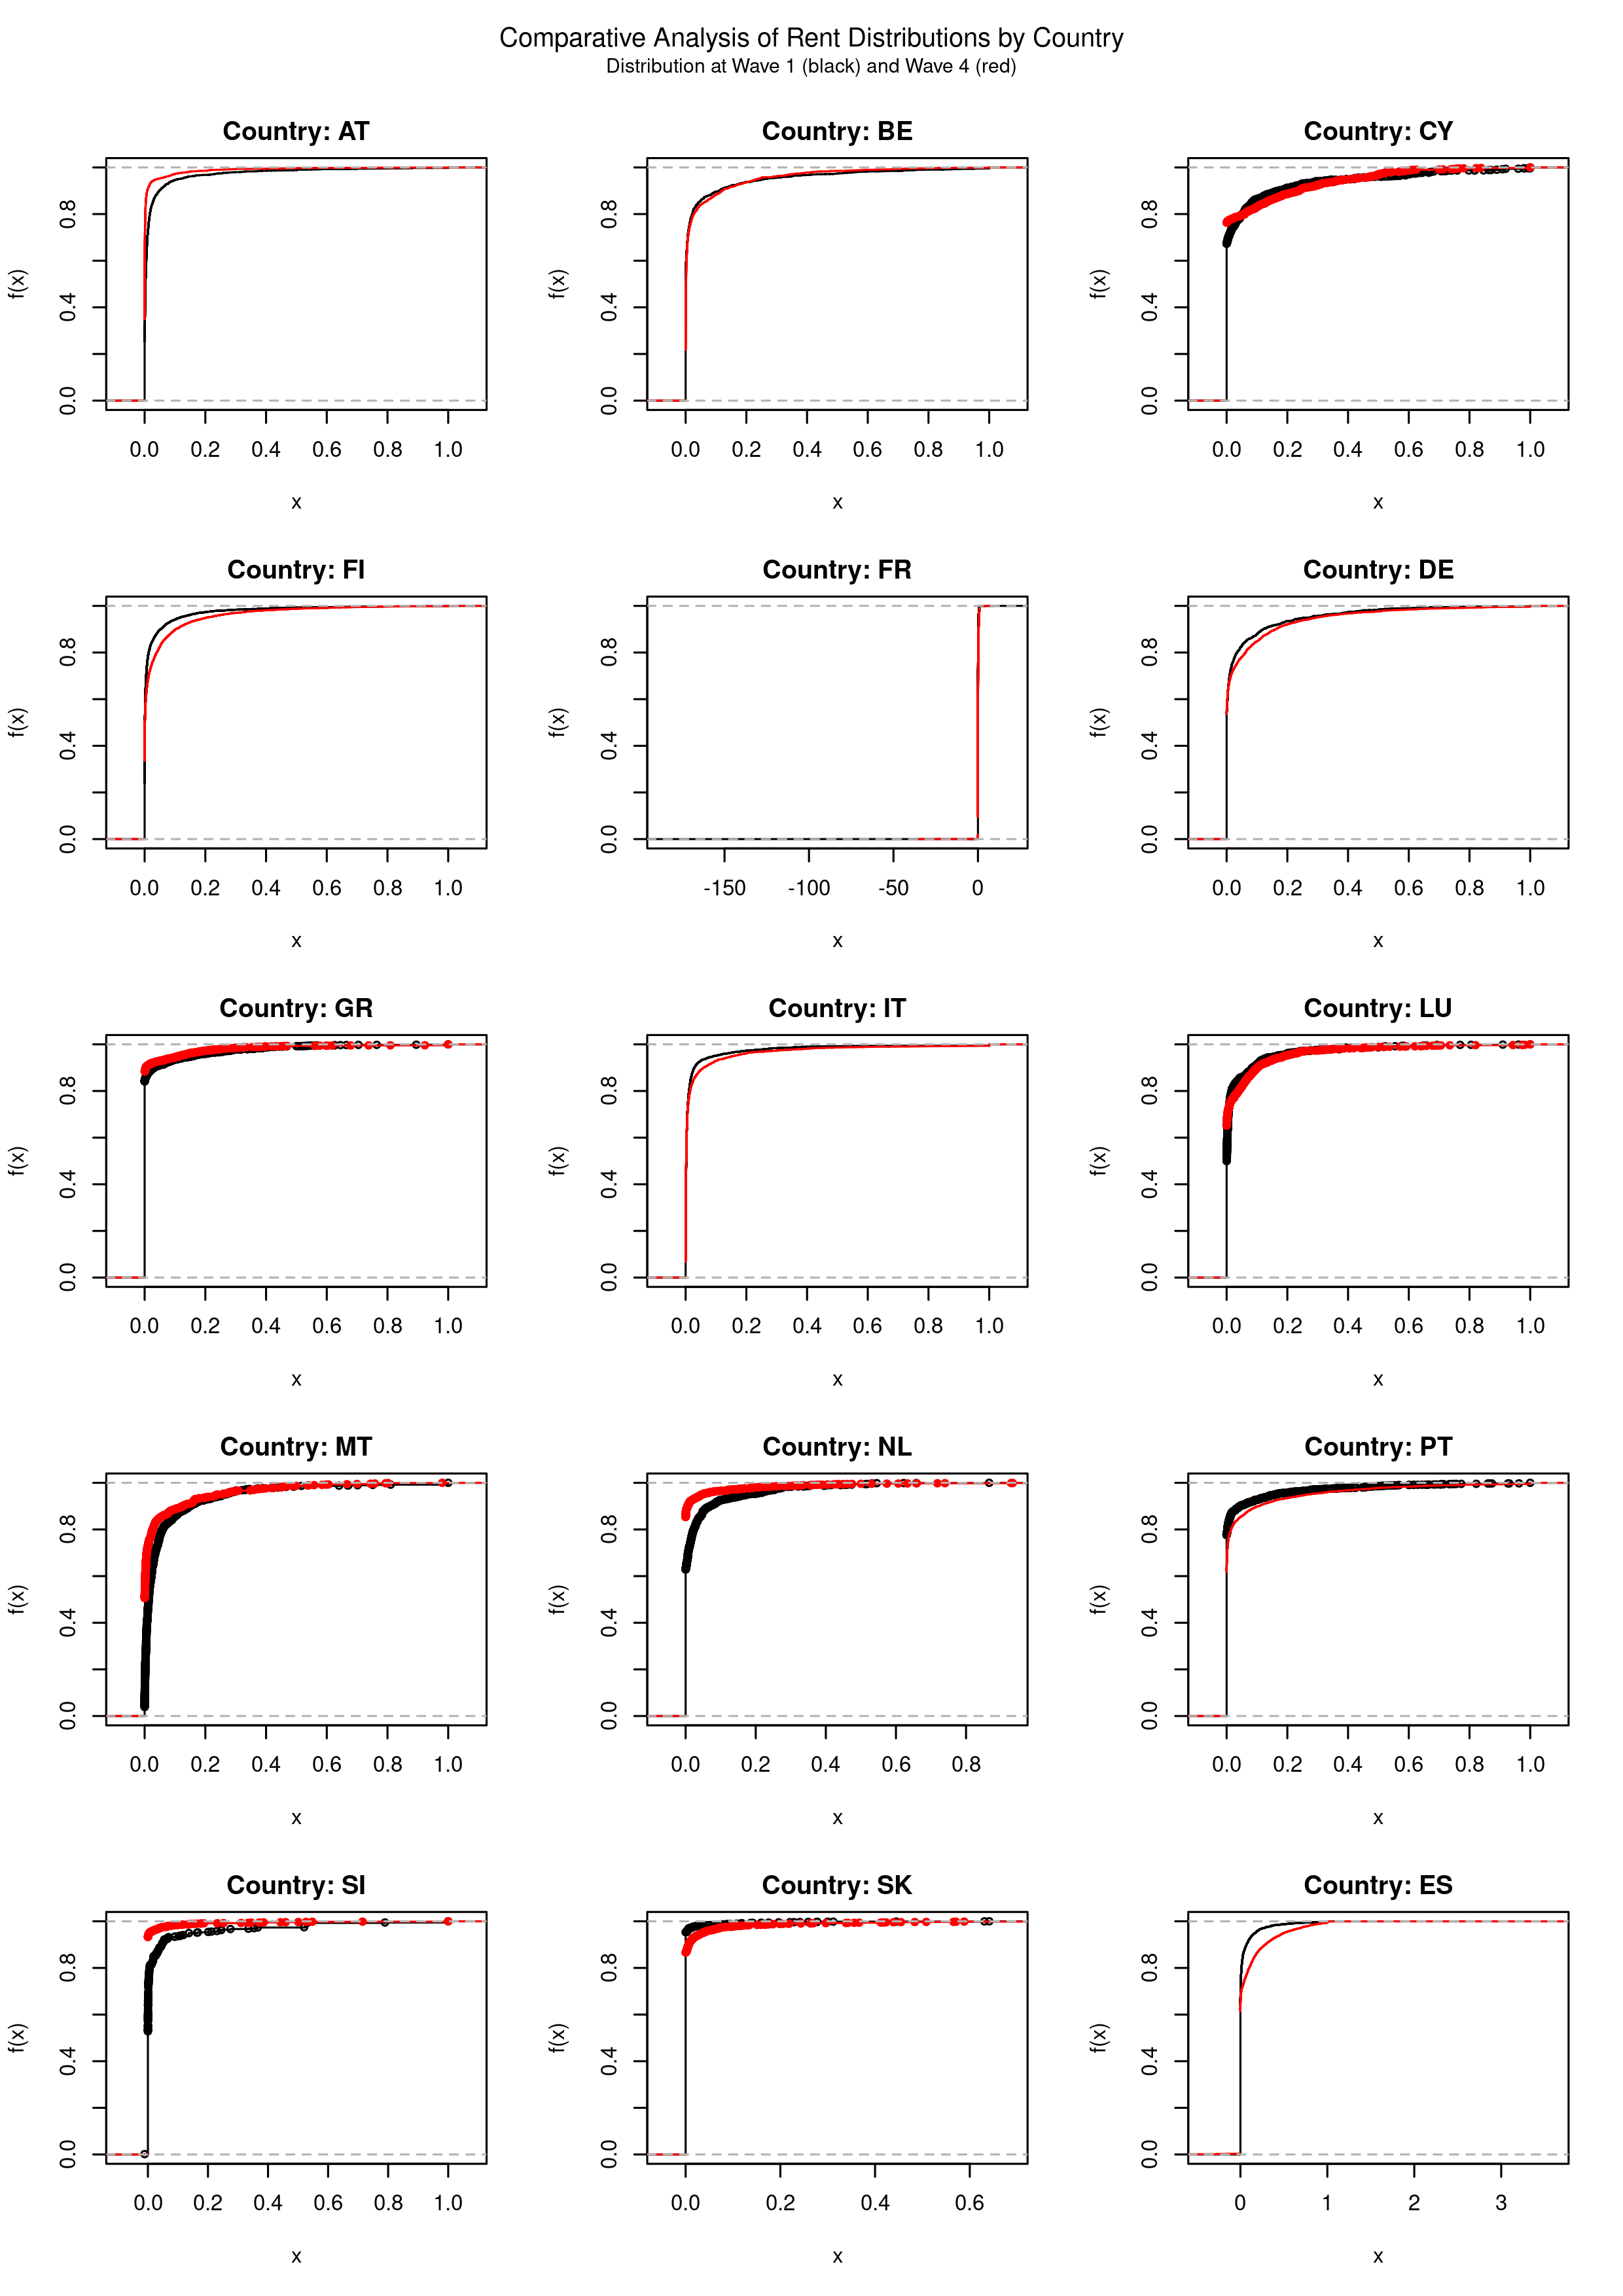 Comparative Analysis of Rent Distributions by Country
Distribution at Wave 1 (black) and Wave 4 (red)
Country: AT
f(x)
0.0 0.4 0.8
0.0 0.2 0.4 0.6 0.8 1.0
x
Country: BE
f(x)
0.0 0.4 0.8
0.0 0.2 0.4 0.6 0.8 1.0
x
Country: CY
f(x)
0.0 0.4 0.8
0.0 0.2 0.4 0.6 0.8 1.0
x
Country: FI
f(x)
0.0 0.4 0.8
0.0 0.2 0.4 0.6 0.8 1.0
x
Country: FR
f(x)
0.0 0.4 0.8
-150 -100 -50 0
x
Country: DE
f(x)
0.0 0.4 0.8
0.0 0.2 0.4 0.6 0.8 1.0
x
Country: GR
f(x)
0.0 0.4 0.8
0.0 0.2 0.4 0.6 0.8 1.0
x
Country: IT
f(x)
0.0 0.4 0.8
0.0 0.2 0.4 0.6 0.8 1.0
x
Country: LU
f(x)
0.0 0.4 0.8
0.0 0.2 0.4 0.6 0.8 1.0
x
Country: MT
f(x)
0.0 0.4 0.8
0.0 0.2 0.4 0.6 0.8 1.0
x
Country: NL
f(x)
0.0 0.4 0.8
0.0 0.2 0.4 0.6 0.8
x
Country: PT
f(x)
0.0 0.4 0.8
0.0 0.2 0.4 0.6 0.8 1.0
x
Country: SI
f(x)
0.0 0.4 0.8
0.0 0.2 0.4 0.6 0.8 1.0
x
Country: SK
f(x)
0.0 0.4 0.8
0.0 0.2 0.4 0.6
x
Country: ES
f(x)
0.0 0.4 0.8
0 1 2 3
x